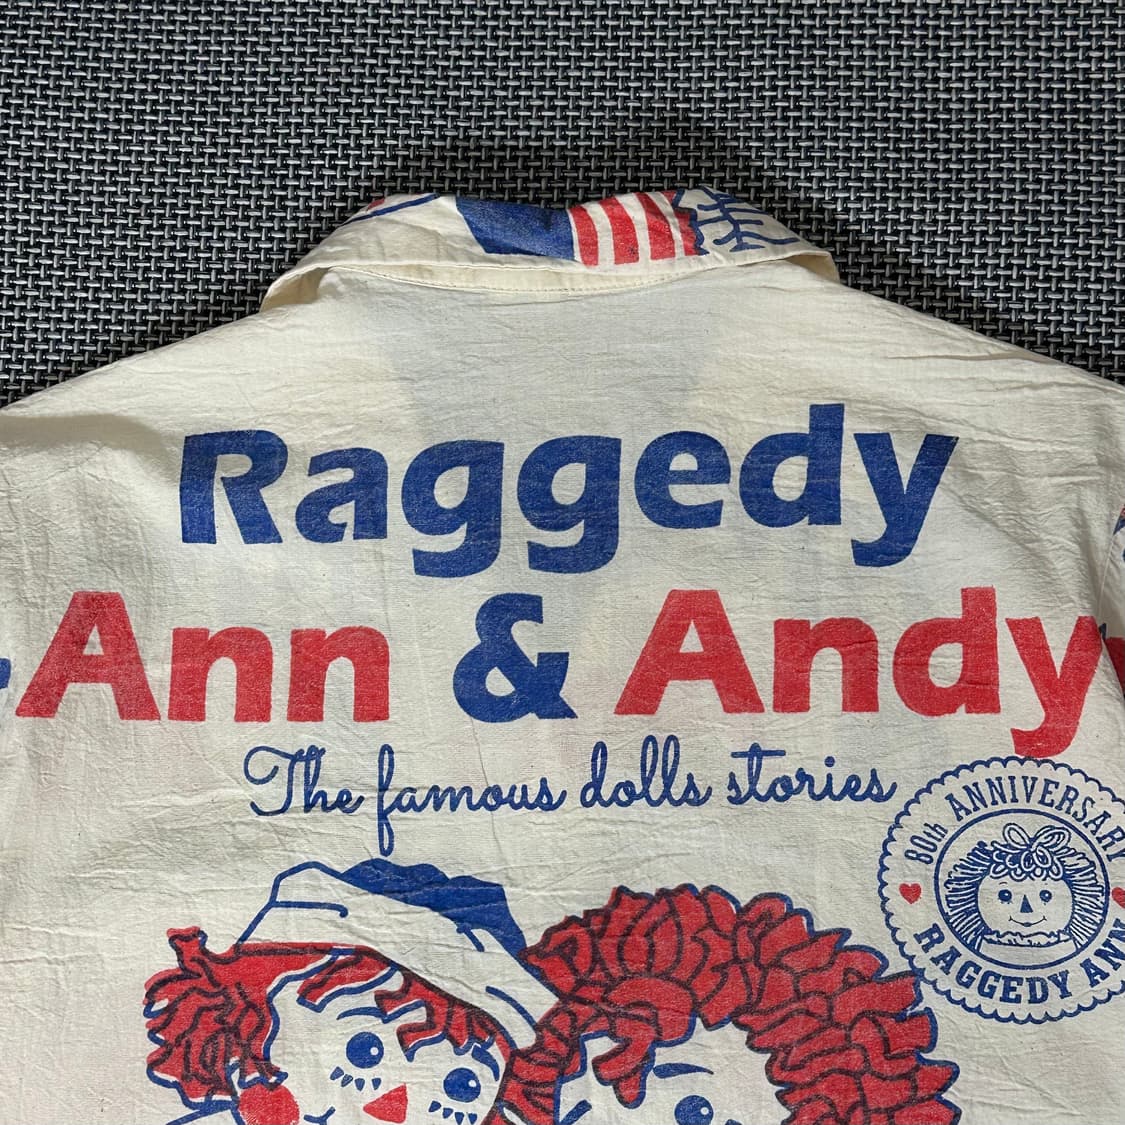 Raggedy
Ann & Andy
The famous dolls stories
80th ANNIVERSARY
RAGGEDY ANN